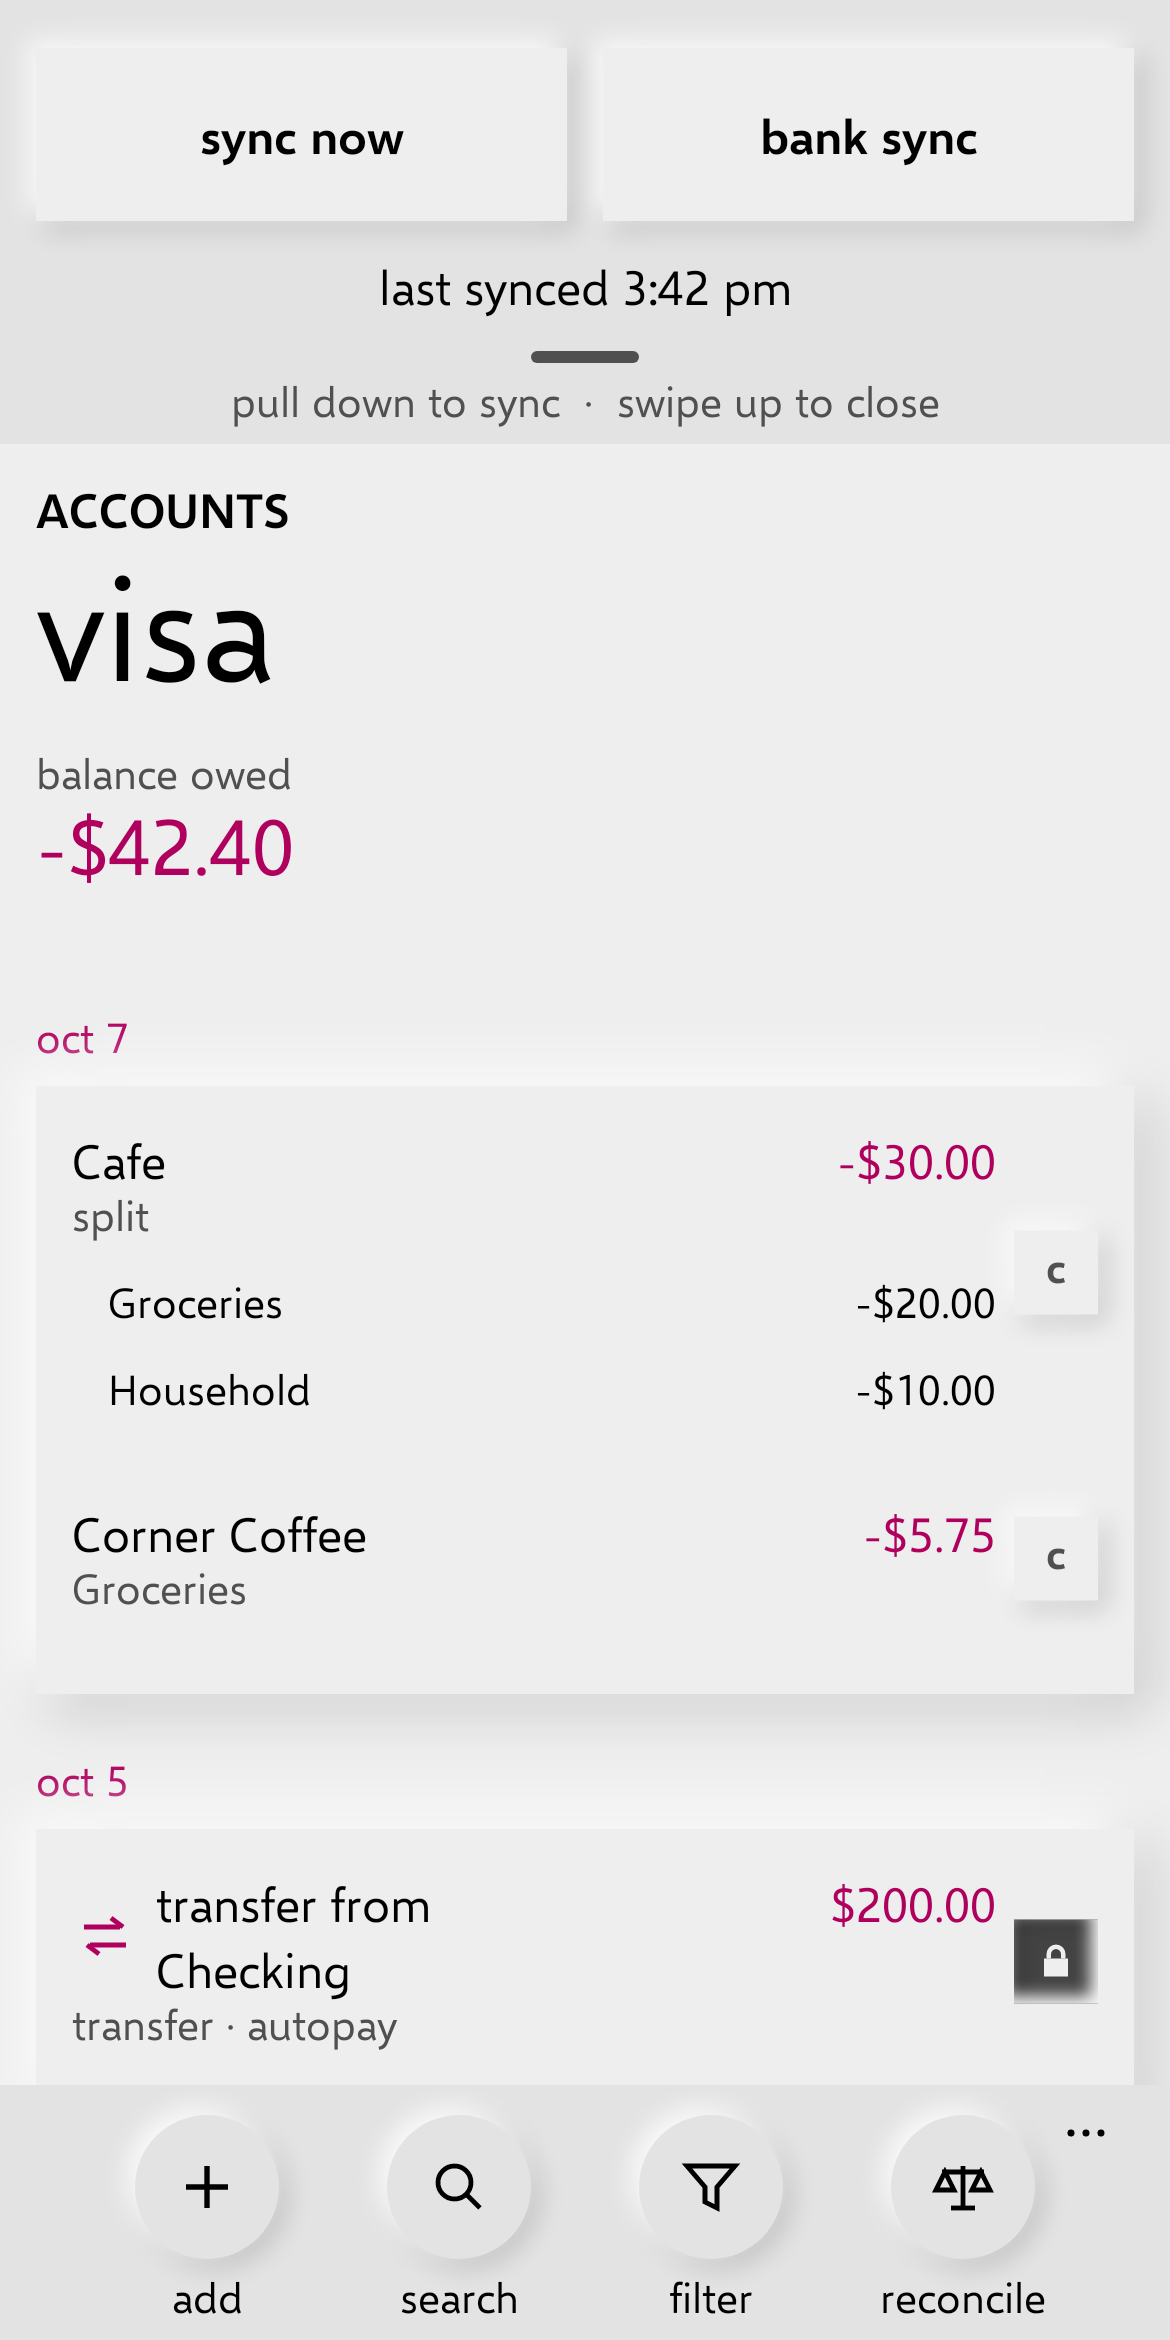 sync now
bank sync
last synced 3:42 pm
pull down to sync · swipe up to close
ACCOUNTS
visa
balance owed
-$42.40
oct 7
Cafe -$30.00
split
c
Groceries -$20.00
Household -$10.00
Corner Coffee -$5.75
c
Groceries
oct 5
transfer from $200.00
Checking
transfer · autopay
...
add
search
filter
reconcile